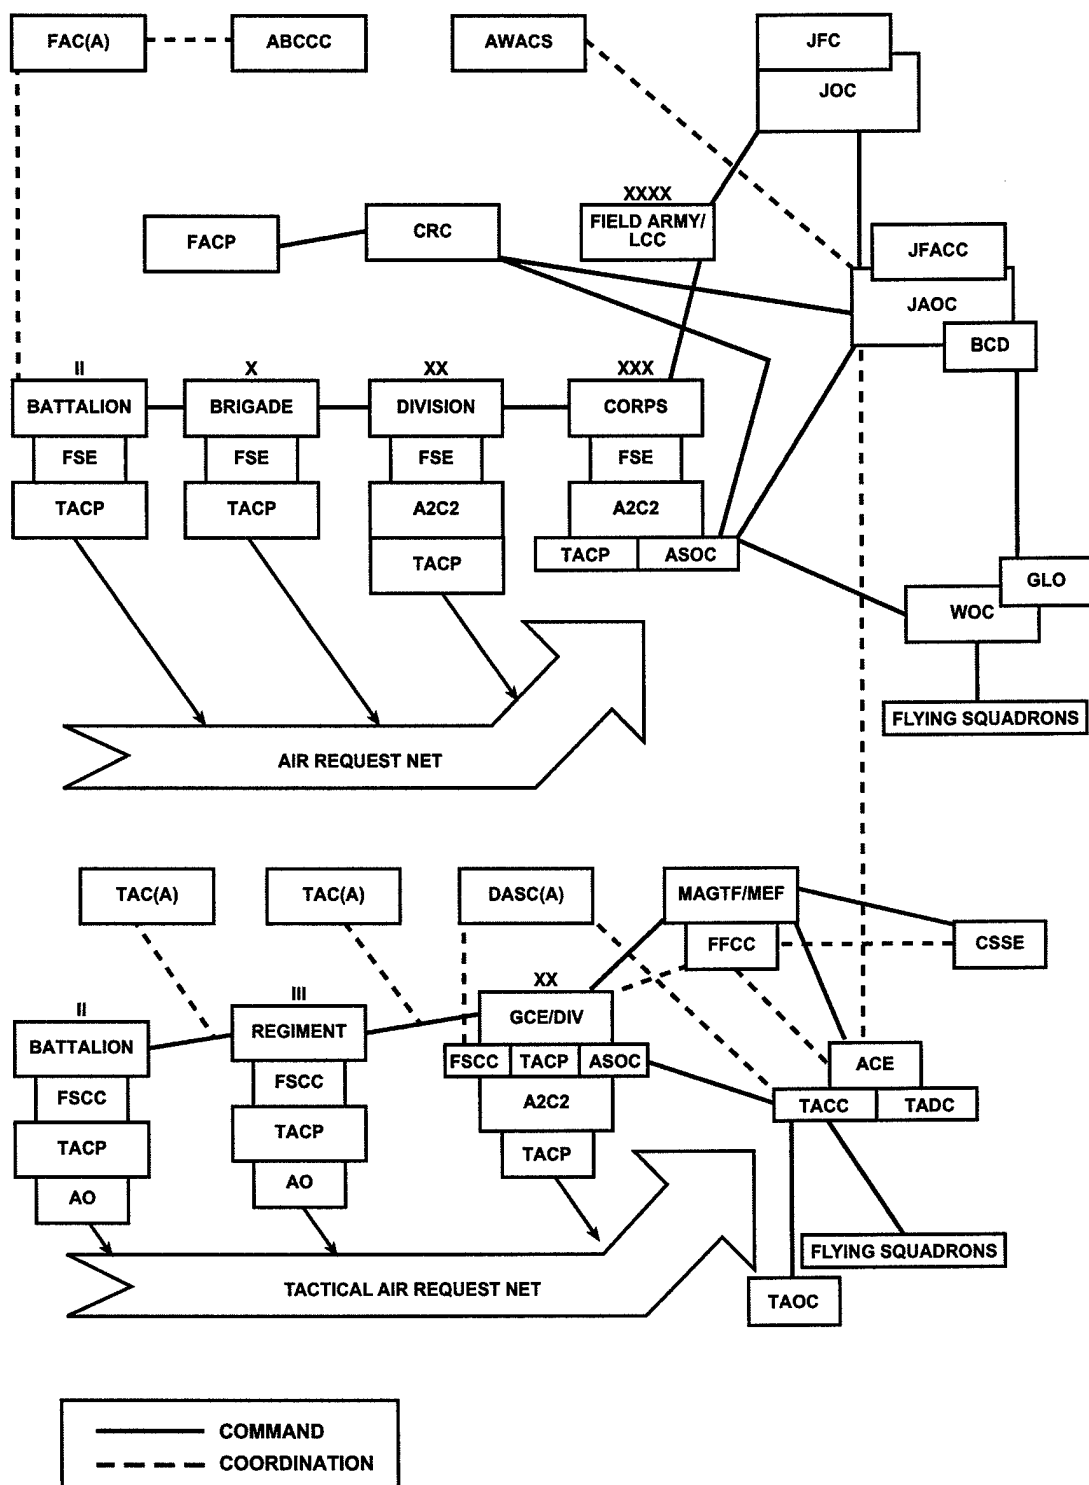 FAC(A)
ABCCC
AWACS
JFC
JOC
XXXX
FACP
CRC
FIELD ARMY/
LCC
JFACC
JAOC
BCD
II
X
XX
XXX
BATTALION
BRIGADE
DIVISION
CORPS
FSE
FSE
FSE
FSE
TACP
TACP
A2C2
A2C2
TACP
TACP
ASOC
GLO
WOC
FLYING SQUADRONS
AIR REQUEST NET
TAC(A)
TAC(A)
DASC(A)
MAGTF/MEF
FFCC
CSSE
II
III
XX
BATTALION
REGIMENT
GCE/DIV
FSCC
TACP
ASOC
ACE
FSCC
FSCC
A2C2
TACC
TADC
TACP
TACP
TACP
AO
AO
FLYING SQUADRONS
TACTICAL AIR REQUEST NET
TAOC
COMMAND
COORDINATION